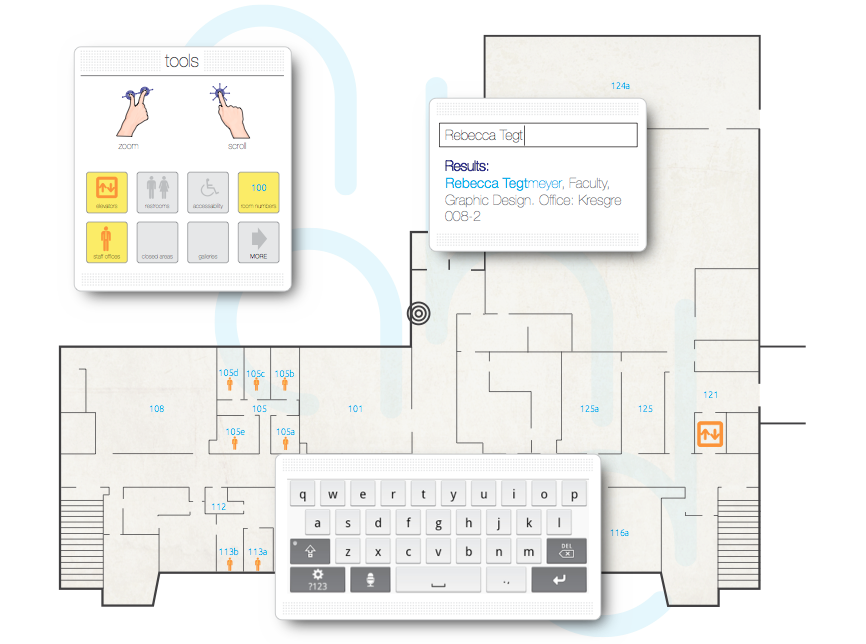 tools
zoom
scroll
elevators
restrooms
accessability
100
room numbers
staff offices
closed areas
galleries
MORE
124a
Rebecca Tegt
Results:
Rebecca Tegtmeyer, Faculty,
Graphic Design. Office: Kresgre
008-2
105d
105c
105b
108
105
101
105e
105a
125a
125
121
112
113b
113a
116a
q w e r t y u i o p
a s d f g h j k l
z x c v b n m DEL
?123 . ,